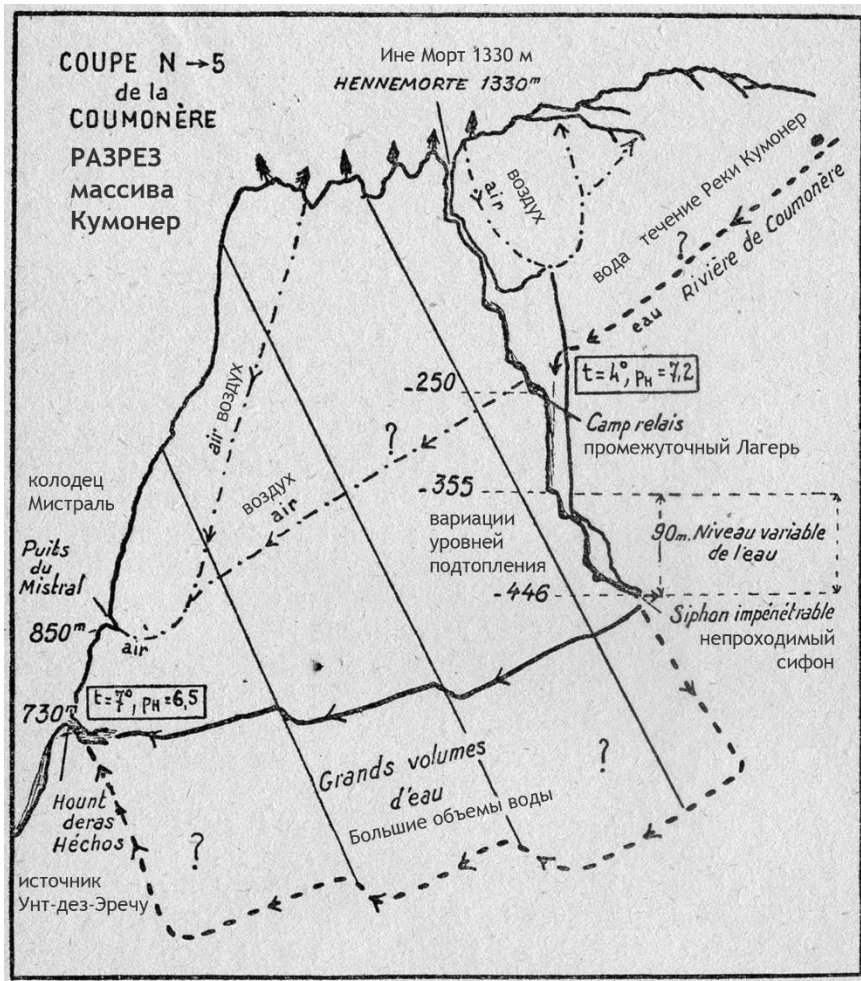 COUPE N → 5
de la
COUMONÈRE
РАЗРЕЗ
массива
Кумонер
Ине Морт 1330 м
HENNEMORTE 1330m
воздух
air
вода течение Реки Кумонер
?
eau Rivière de Coumonère
t=4°, pH=7,2
-250
Camp relais
промежуточный Лагерь
air воздух
?
воздух
air
-355
вариации
уровней
подтопления
90m. Niveau variable
de l'eau
-446
Siphon impénétrable
непроходимый
сифон
колодец
Мистраль
Puits
du
Mistral
850m
air
730m
t=7°, pH=6,5
Grands volumes
d'eau
Большие объемы воды
?
Hount
deras
Héchos
?
источник
Унт-дез-Эречу